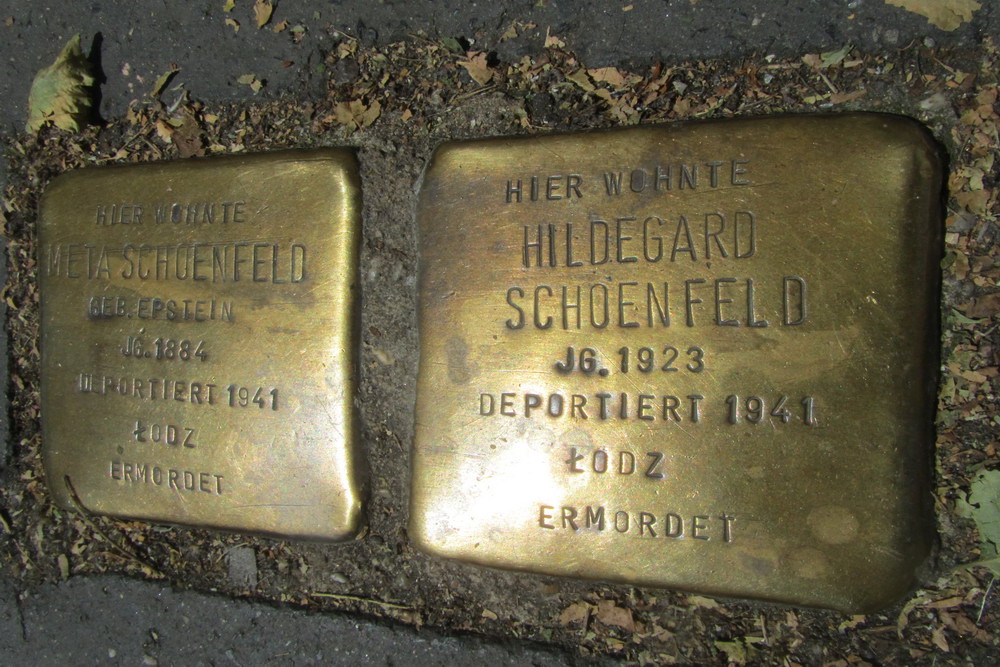 HIER WOHNTE
META SCHOENFELD
GEB. EPSTEIN
JG. 1884
DEPORTIERT 1941
ŁODZ
ERMORDET
HIER WOHNTE
HILDEGARD
SCHOENFELD
JG. 1923
DEPORTIERT 1941
ŁODZ
ERMORDET